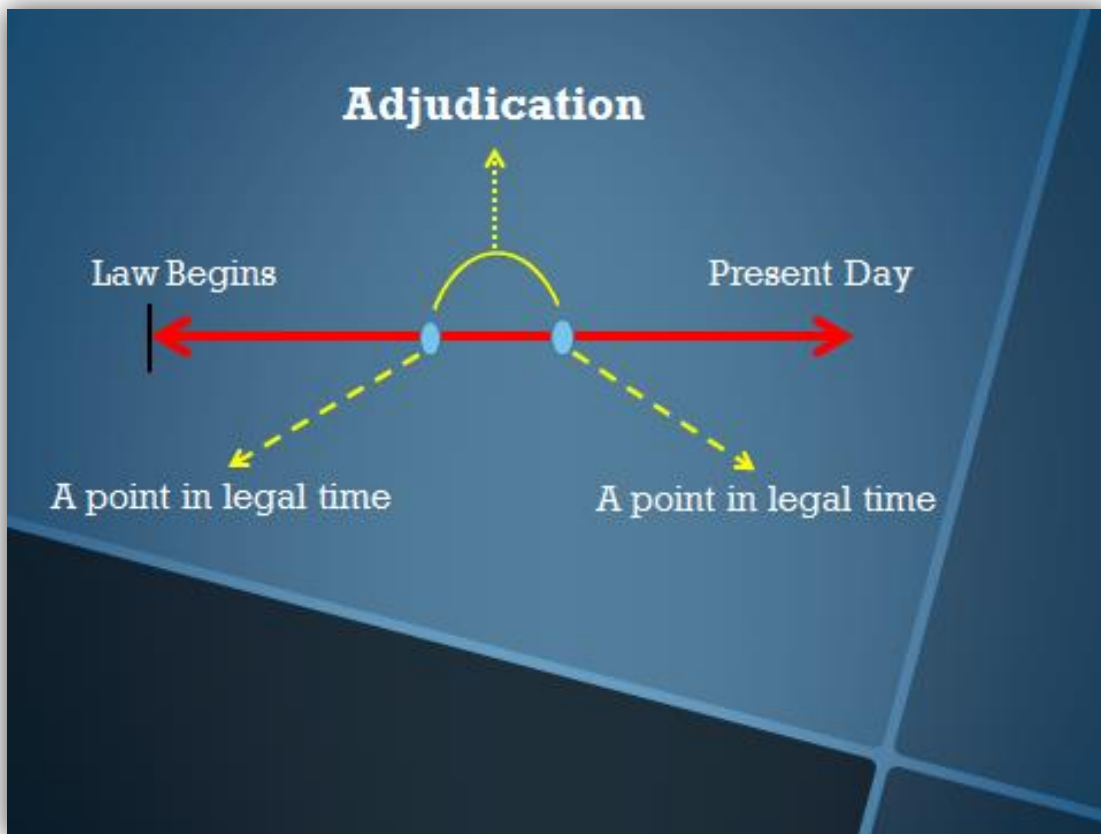 Adjudication
Law Begins
Present Day
A point in legal time
A point in legal time